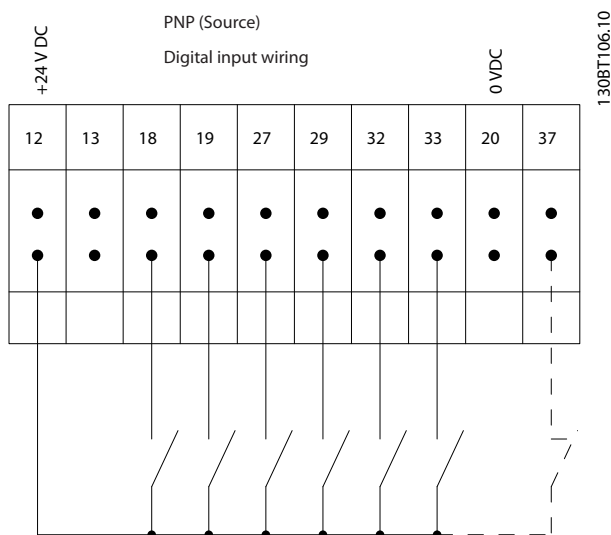 PNP (Source)
Digital input wiring
+24 V DC
0 VDC
130BT106.10
12 13 18 19 27 29 32 33 20 37